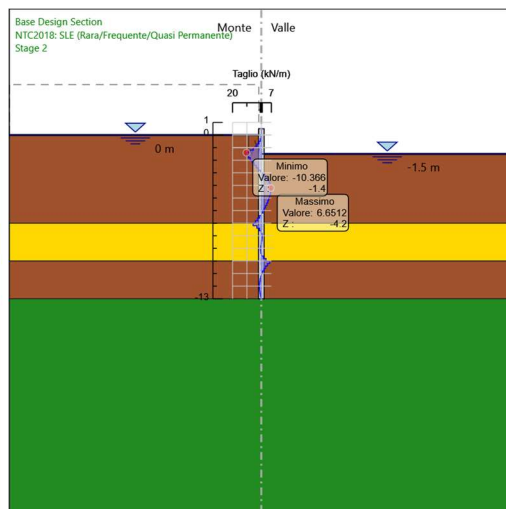 Base Design Section
NTC2018: SLE (Rara/Frequente/Quasi Permanente)
Stage 2
Monte
Valle
Taglio (kN/m)
20
7
1
0
0 m
-1.5 m
Minimo
Valore: -10.366
Z : -1.4
Massimo
Valore: 6.6512
Z : -4.2
-13